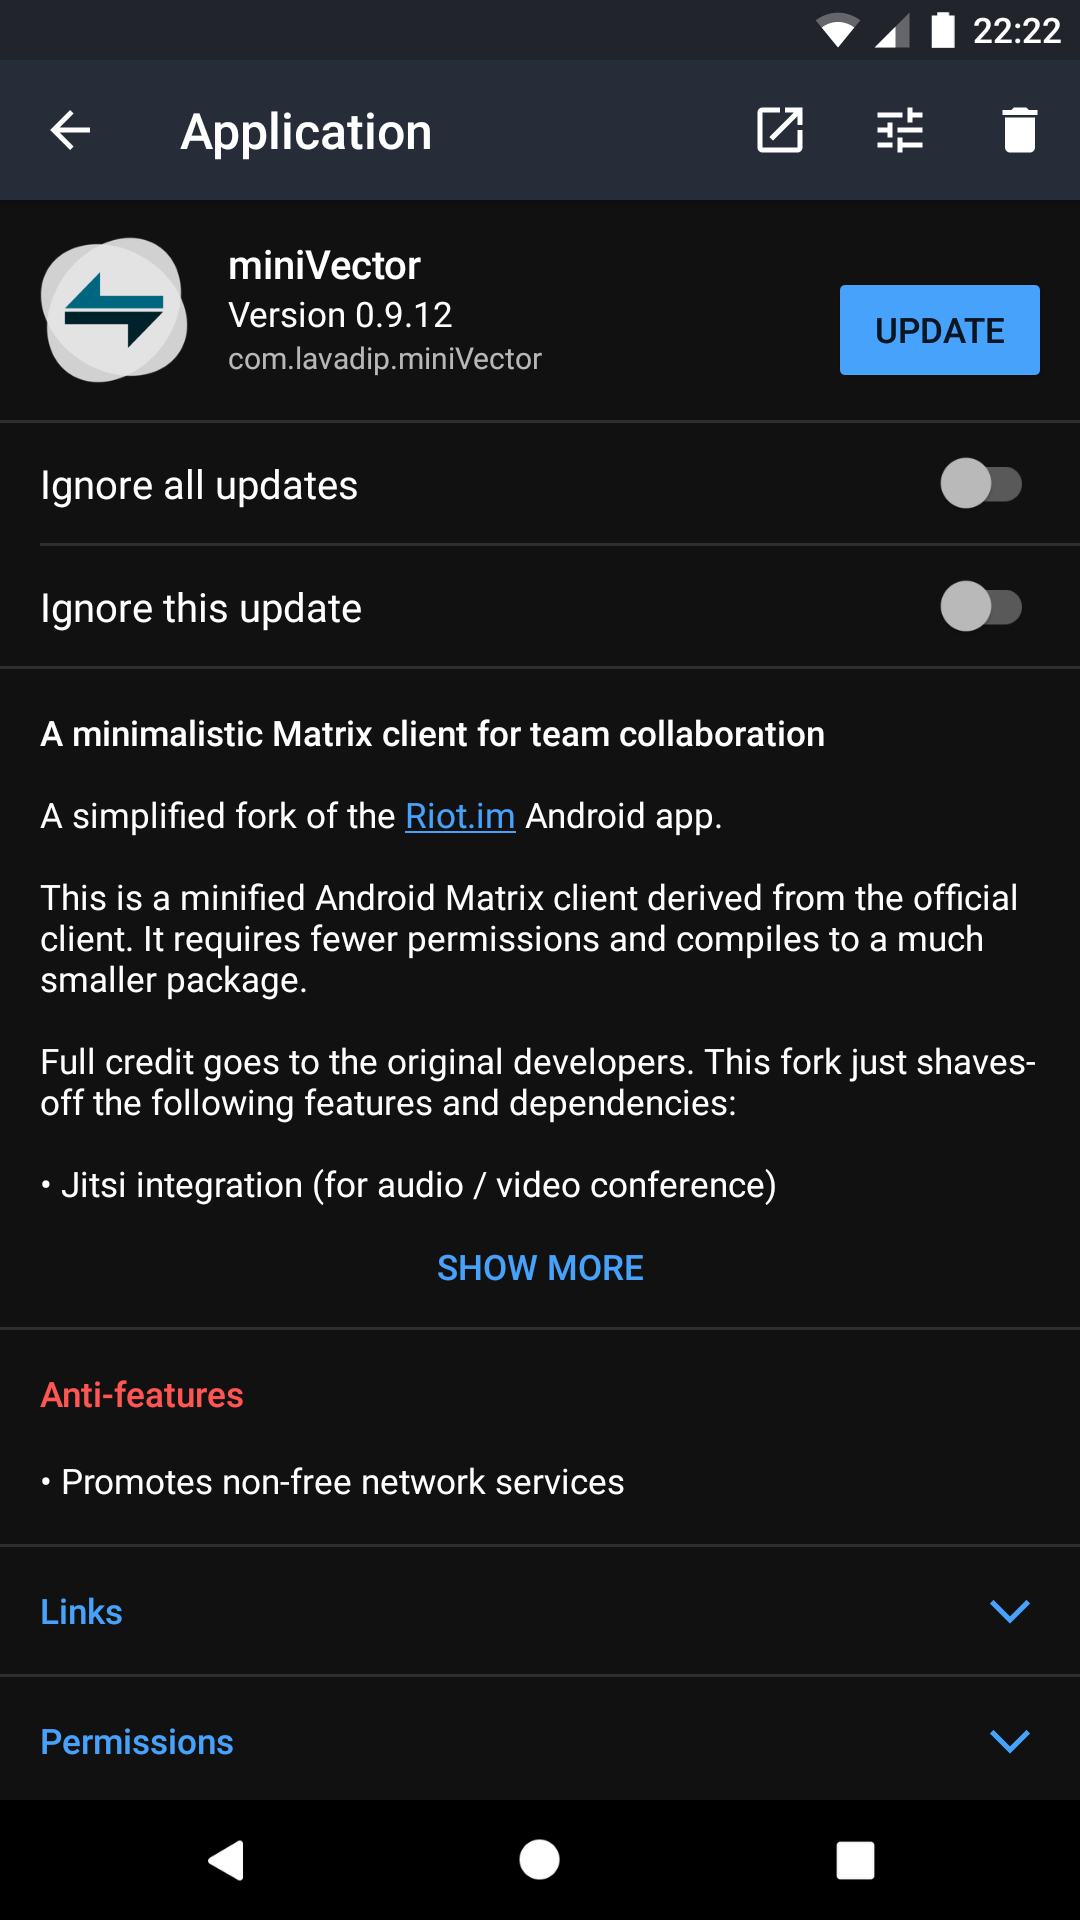 22:22
Application
miniVector
Version 0.9.12
com.lavadip.miniVector
UPDATE
Ignore all updates
Ignore this update
A minimalistic Matrix client for team collaboration
A simplified fork of the Riot.im Android app.
This is a minified Android Matrix client derived from the official
client. It requires fewer permissions and compiles to a much
smaller package.
Full credit goes to the original developers. This fork just shaves-
off the following features and dependencies:
• Jitsi integration (for audio / video conference)
SHOW MORE
Anti-features
• Promotes non-free network services
Links
Permissions